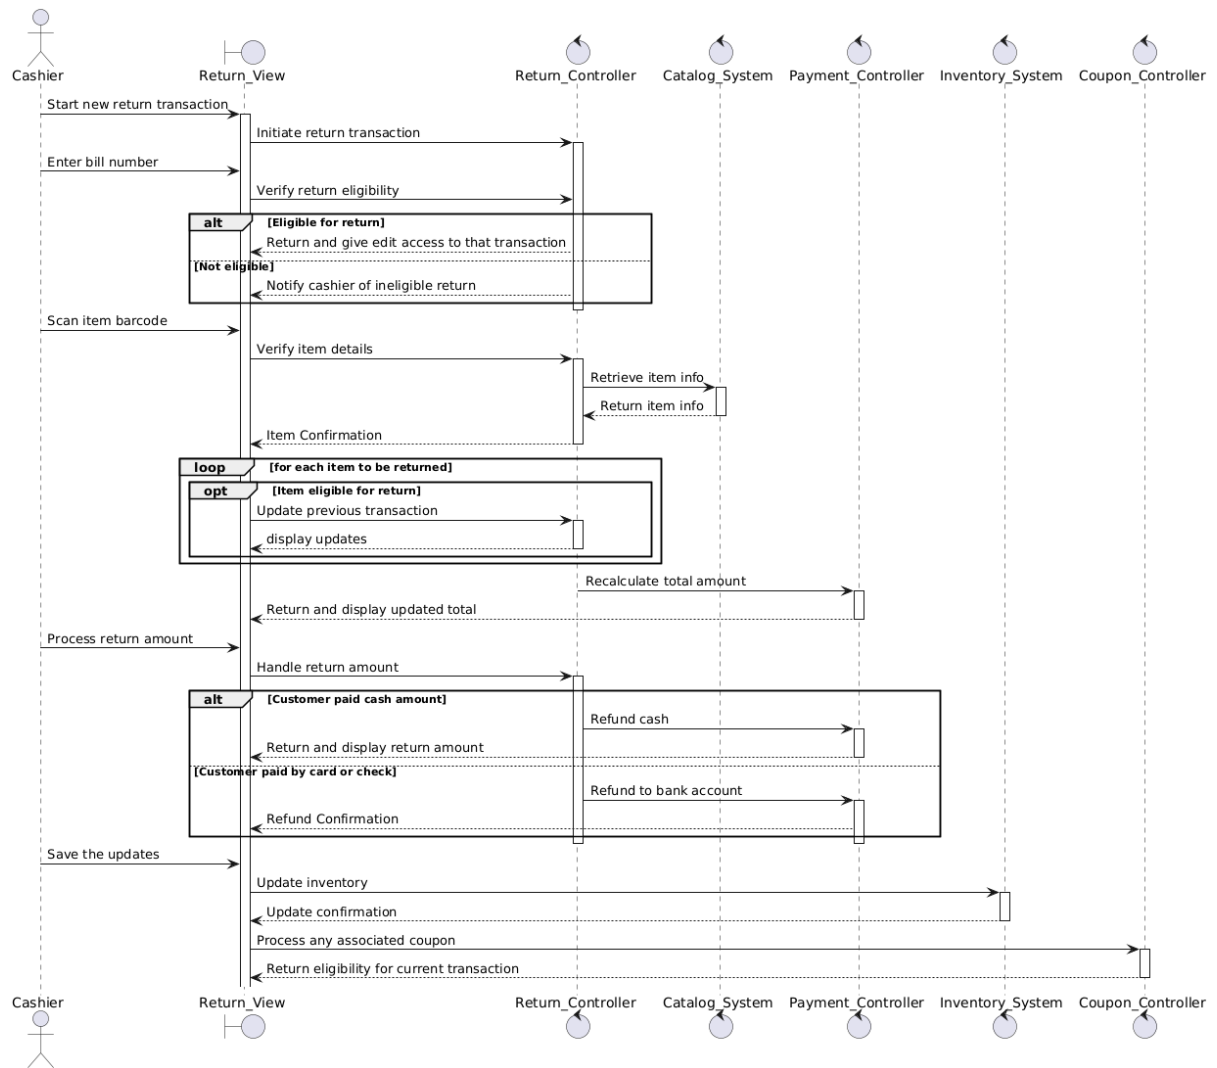 Cashier
Return_View
Return_Controller
Catalog_System
Payment_Controller
Inventory_System
Coupon_Controller
Start new return transaction
Initiate return transaction
Enter bill number
Verify return eligibility
alt [Eligible for return]
Return and give edit access to that transaction
[Not eligible]
Notify cashier of ineligible return
Scan item barcode
Verify item details
Retrieve item info
Return item info
Item Confirmation
loop [for each item to be returned]
opt [Item eligible for return]
Update previous transaction
display updates
Recalculate total amount
Return and display updated total
Process return amount
Handle return amount
alt [Customer paid cash amount]
Refund cash
Return and display return amount
[Customer paid by card or check]
Refund to bank account
Refund Confirmation
Save the updates
Update inventory
Update confirmation
Process any associated coupon
Return eligibility for current transaction
Cashier
Return_View
Return_Controller
Catalog_System
Payment_Controller
Inventory_System
Coupon_Controller